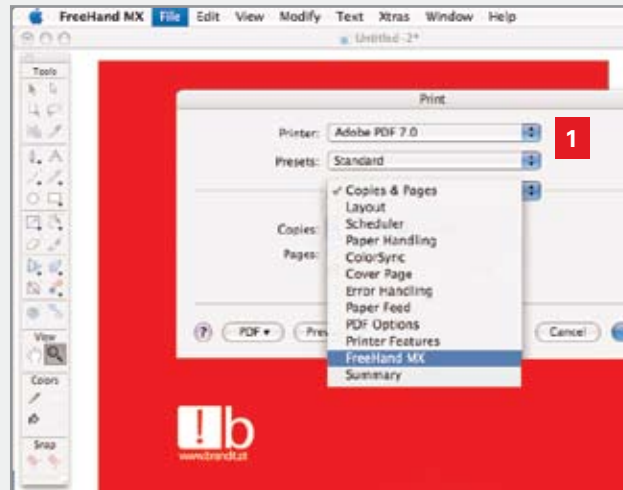 FreeHand MX File Edit View Modify Text Xtras Window Help
Untitled-2*
Tools
Print
Printer: Adobe PDF 7.0
1
Presets: Standard
✓ Copies & Pages
Layout
Scheduler
Copies:
Paper Handling
ColorSync
Pages:
Cover Page
Error Handling
Paper Feed
PDF Options
? PDF▾ Prev Cancel
Printer Features
View
FreeHand MX
Summary
Colors
!b
www.brandt.at
Snap